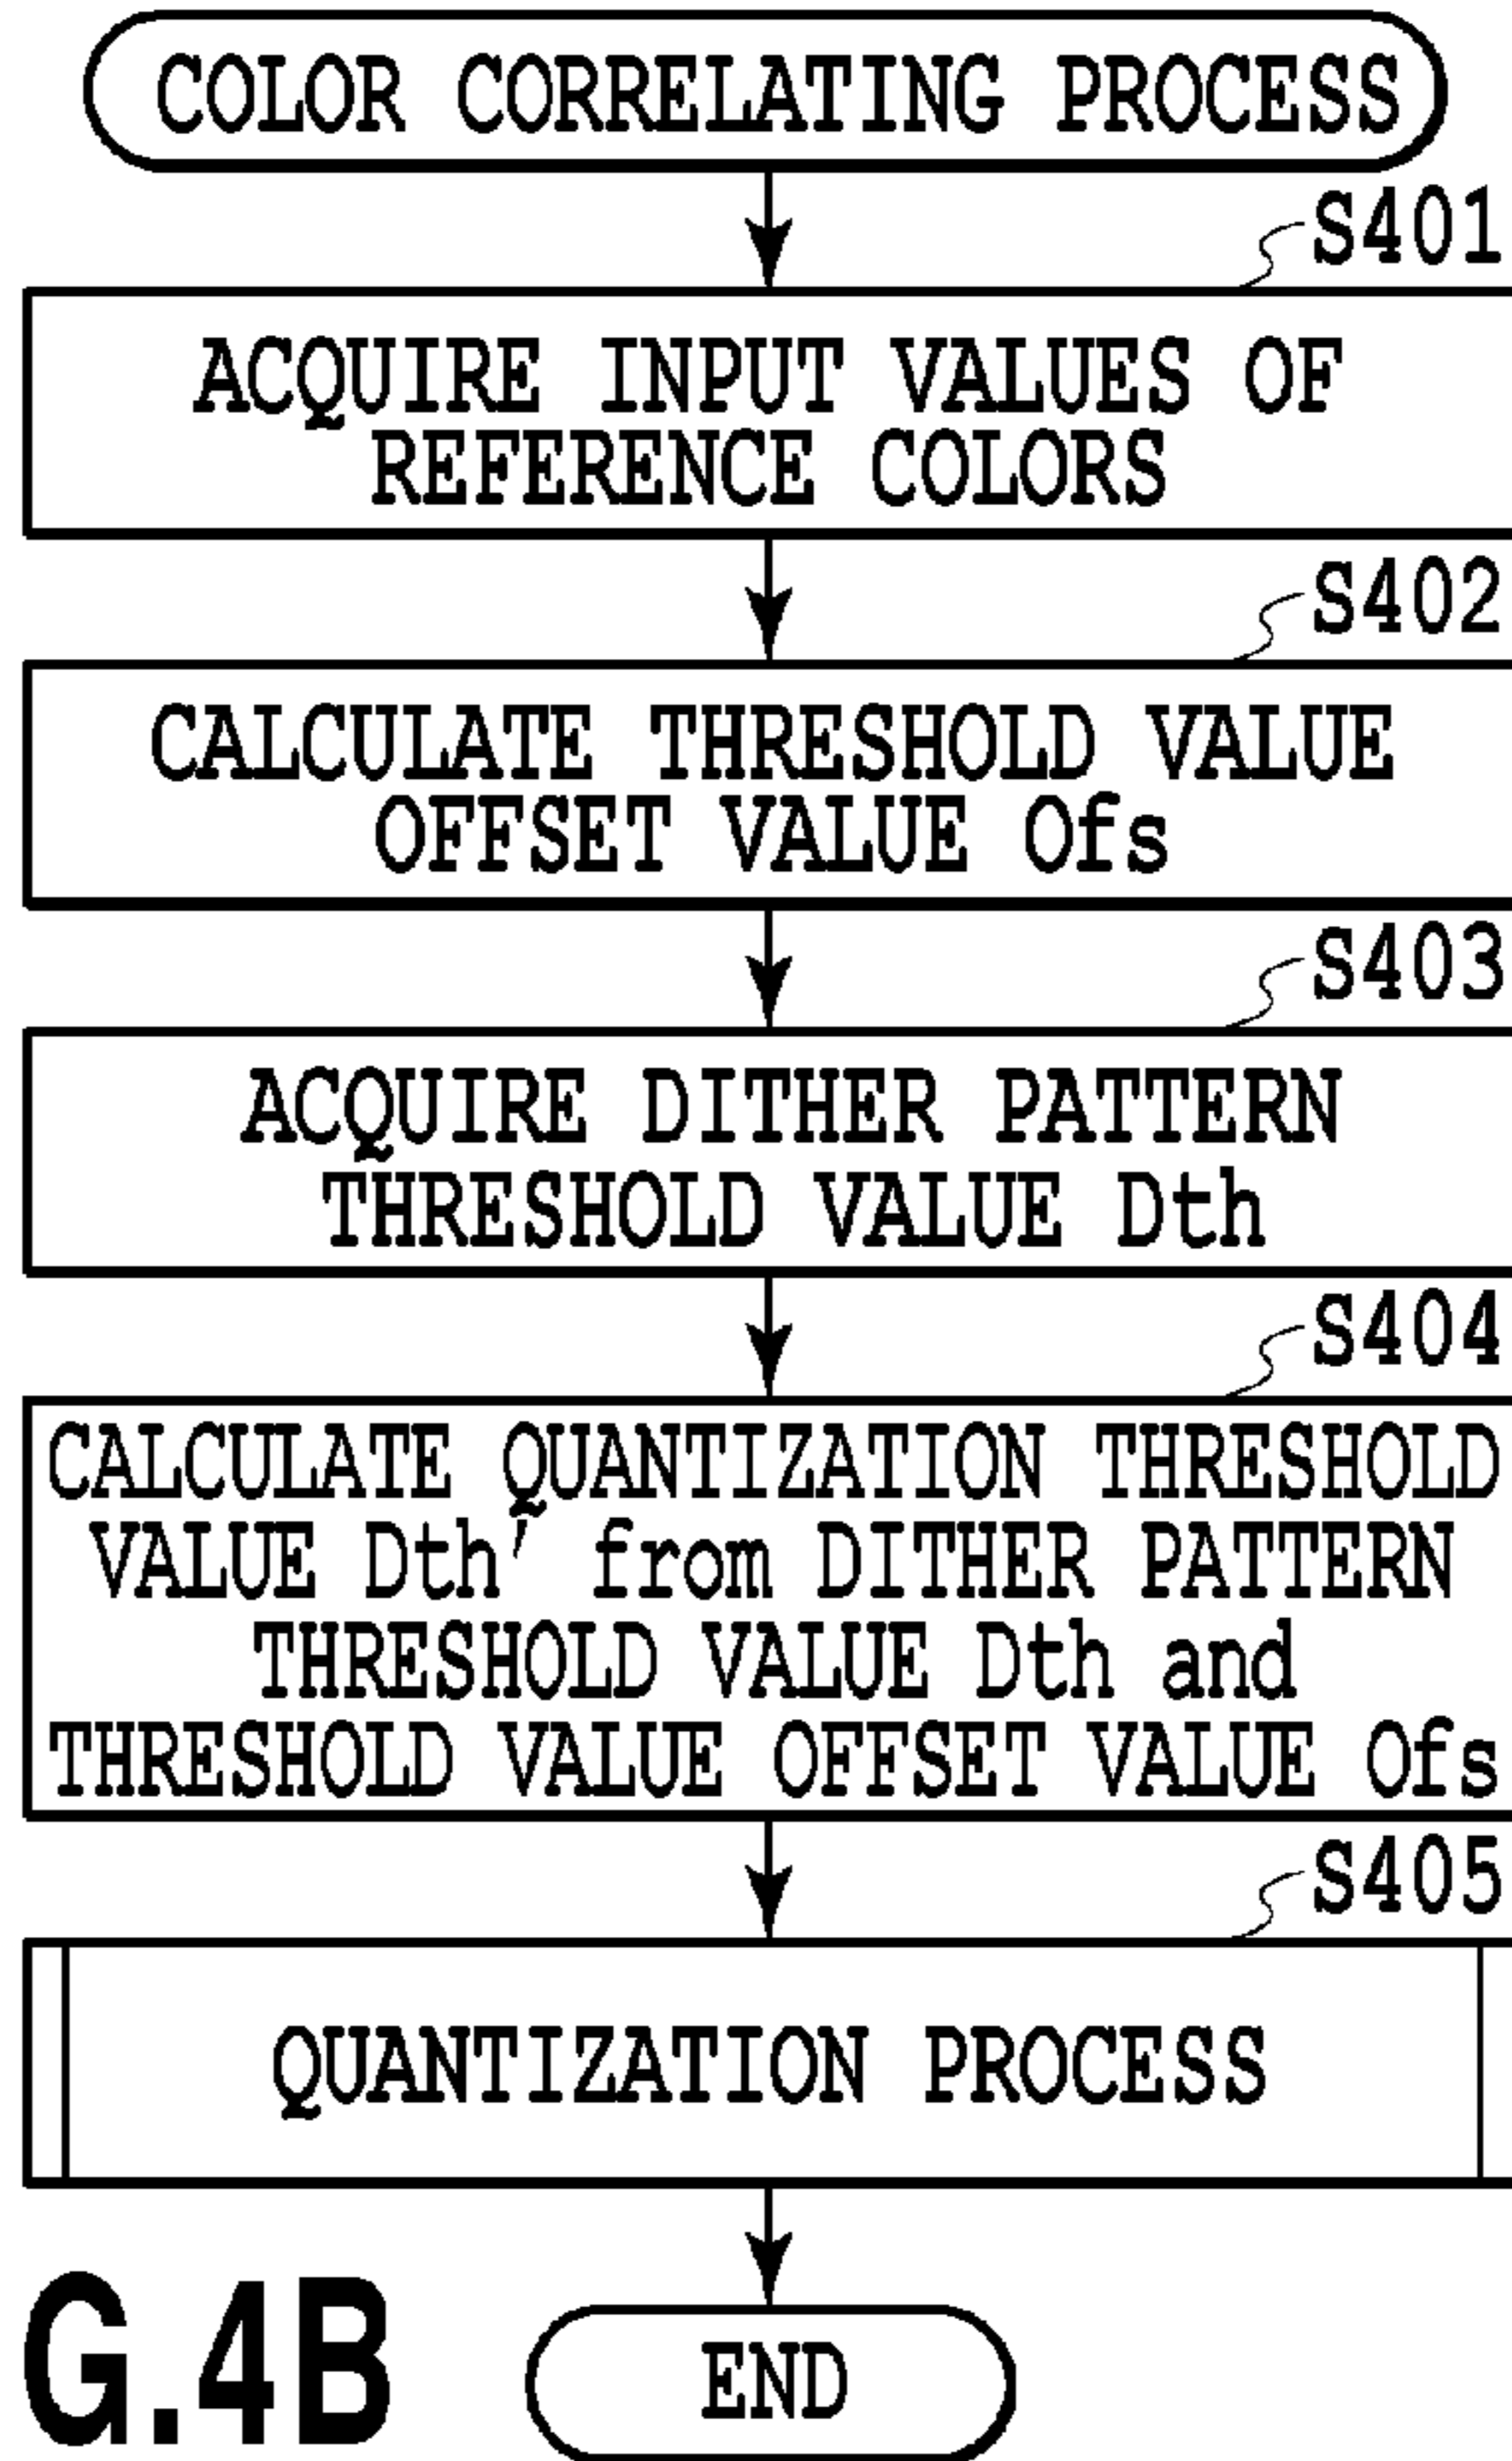 COLOR CORRELATING PROCESS
S401
ACQUIRE INPUT VALUES OF
REFERENCE COLORS
S402
CALCULATE THRESHOLD VALUE
OFFSET VALUE Ofs
S403
ACQUIRE DITHER PATTERN
THRESHOLD VALUE Dth
S404
CALCULATE QUANTIZATION THRESHOLD
VALUE Dth' from DITHER PATTERN
THRESHOLD VALUE Dth and
THRESHOLD VALUE OFFSET VALUE Ofs
S405
QUANTIZATION PROCESS
END
G.4B